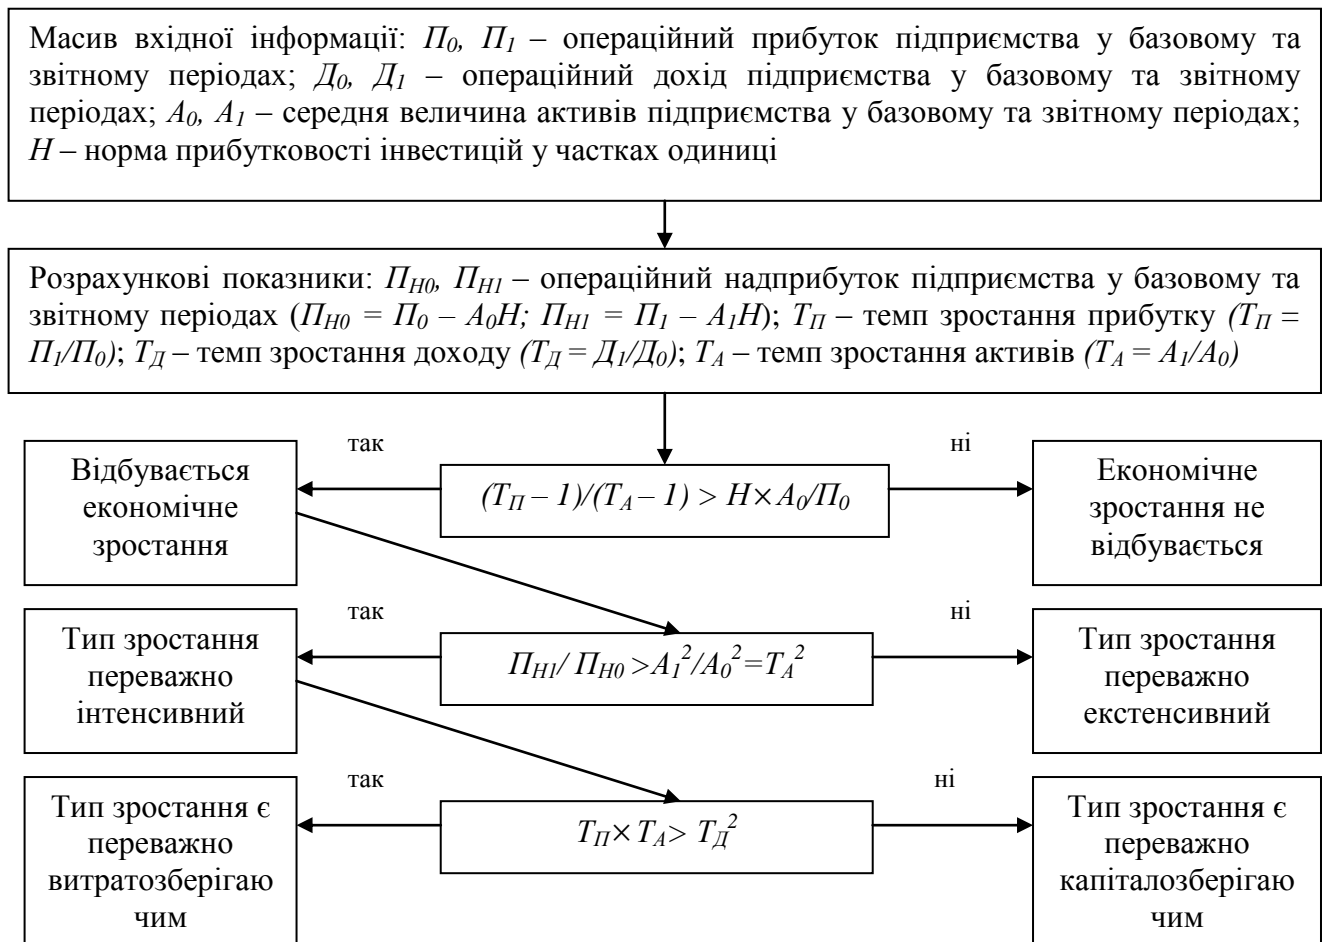 Масив вхідної інформації: П0, П1 – операційний прибуток підприємства у базовому та
звітному періодах; Д0, Д1 – операційний дохід підприємства у базовому та звітному
періодах; А0, А1 – середня величина активів підприємства у базовому та звітному періодах;
Н – норма прибутковості інвестицій у частках одиниці
Розрахункові показники: ПН0, ПН1 – операційний надприбуток підприємства у базовому та
звітному періодах (ПН0 = П0 – А0Н; ПН1 = П1 – А1Н); ТП – темп зростання прибутку (ТП =
П1/П0); ТД – темп зростання доходу (ТД = Д1/Д0); ТА – темп зростання активів (ТА = А1/А0)
так
ні
Відбувається
економічне
зростання
(ТП – 1)/(ТА – 1) > Н × А0/П0
Економічне
зростання не
відбувається
так
ні
Тип зростання
переважно
інтенсивний
ПН1/ ПН0 >А1²/А0²=ТА²
Тип зростання
переважно
екстенсивний
так
ні
Тип зростання є
переважно
витратозберігаю
чим
ТП × ТА> ТД²
Тип зростання є
переважно
капіталозберігаю
чим